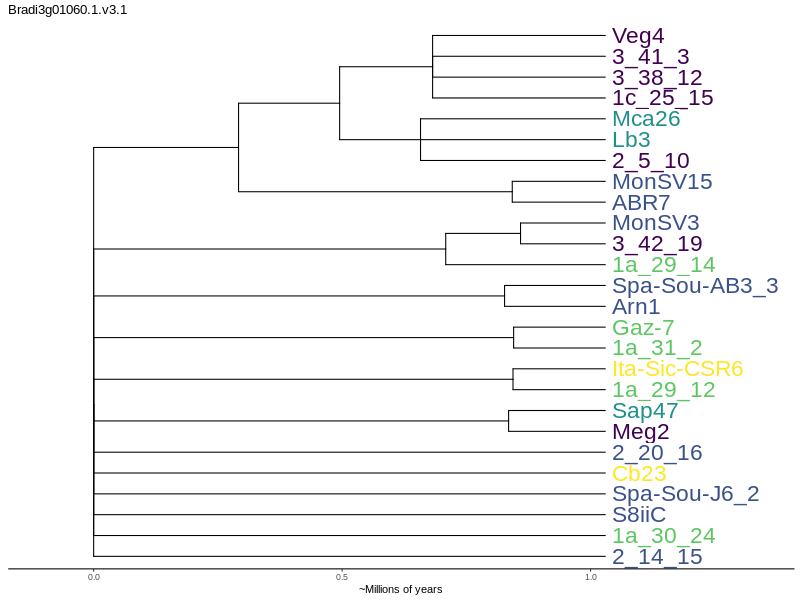 Bradi3g01060.1.v3.1
Veg4
3_41_3
3_38_12
1c_25_15
Mca26
Lb3
2_5_10
MonSV15
ABR7
MonSV3
3_42_19
1a_29_14
Spa-Sou-AB3_3
Arn1
Gaz-7
1a_31_2
Ita-Sic-CSR6
1a_29_12
Sap47
Meg2
2_20_16
Cb23
Spa-Sou-J6_2
S8iiC
1a_30_24
2_14_15
0.0 0.5 1.0
~Millions of years